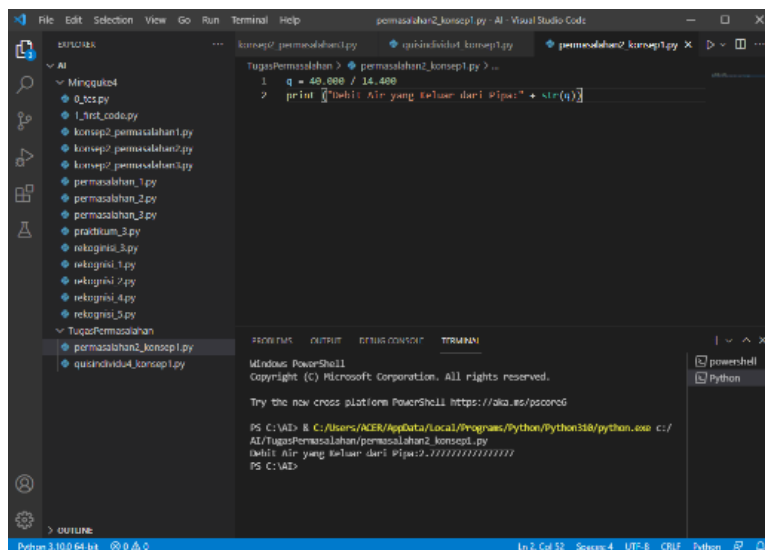 File Edit Selection View Go Run Terminal Help permasalahan2_konsep1.py - AI - Visual Studio Code
EXPLORER
AI
Mingguke4
0_tes.py
1_first_code.py
konsep2_permasalahan1.py
konsep2_permasalahan2.py
konsep2_permasalahan3.py
permasalahan_1.py
permasalahan_2.py
permasalahan_3.py
praktikum_3.py
rekoginisi_3.py
rekognisi_1.py
rekognisi_2.py
rekognisi_4.py
rekognisi_5.py
TugasPermasalahan
permasalahan2_konsep1.py
quisindividu4_konsep1.py
OUTLINE
konsep2_permasalahan3.py quisindividu4_konsep1.py permasalahan2_konsep1.py
TugasPermasalahan > permasalahan2_konsep1.py > ...
1 q = 40.000 / 14.400
2 print ("Debit Air yang Keluar dari Pipa:" + str(q))
PROBLEMS OUTPUT DEBUG CONSOLE TERMINAL
powershell
Python
Windows PowerShell
Copyright (C) Microsoft Corporation. All rights reserved.
Try the new cross platform PowerShell https://aka.ms/pscore6
PS C:\AI> & C:/Users/ACER/AppData/Local/Programs/Python/Python310/python.exe c:/
AI/TugasPermasalahan/permasalahan2_konsep1.py
Debit Air yang Keluar dari Pipa:2.7777777777777777
PS C:\AI>
Python 3.10.0 64-bit 0 0 Ln 2, Col 52 Spaces: 4 UTF-8 CRLF Python